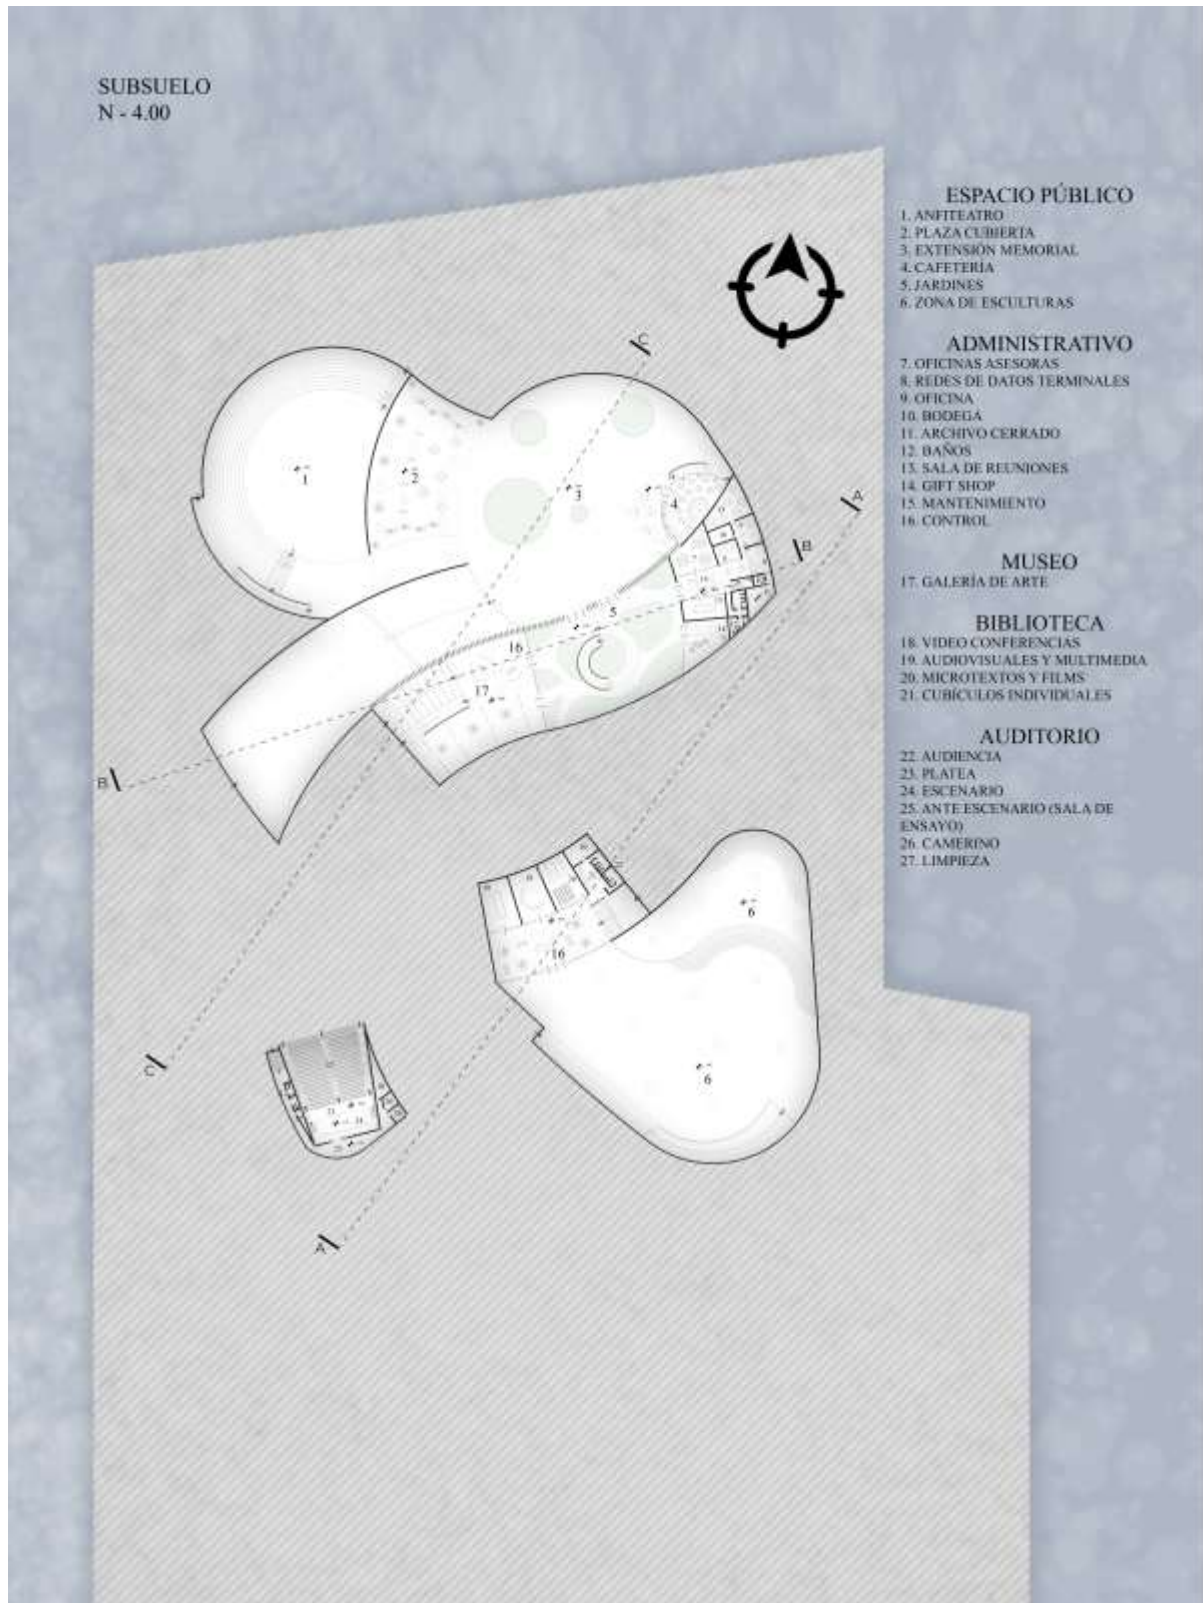 SUBSUELO
N - 4.00
ESPACIO PÚBLICO
1. ANFITEATRO
2. PLAZA CUBIERTA
3. EXTENSIÓN MEMORIAL
4. CAFETERÍA
5. JARDINES
6. ZONA DE ESCULTURAS
ADMINISTRATIVO
7. OFICINAS ASESORAS
8. REDES DE DATOS TERMINALES
9. OFICINA
10. BODEGA
11. ARCHIVO CERRADO
12. BAÑOS
13. SALA DE REUNIONES
14. GIFT SHOP
15. MANTENIMIENTO
16. CONTROL
MUSEO
17. GALERÍA DE ARTE
BIBLIOTECA
18. VIDEO CONFERENCIAS
19. AUDIOVISUALES Y MULTIMEDIA
20. MICROTEXTOS Y FILMS
21. CUBÍCULOS INDIVIDUALES
AUDITORIO
22. AUDIENCIA
23. PLATEA
24. ESCENARIO
25. ANTE ESCENARIO (SALA DE
ENSAYO)
26. CAMERINO
27. LIMPIEZA
C
A
B
1
2
3
4
5
16
17
B
6
16
6
C
A